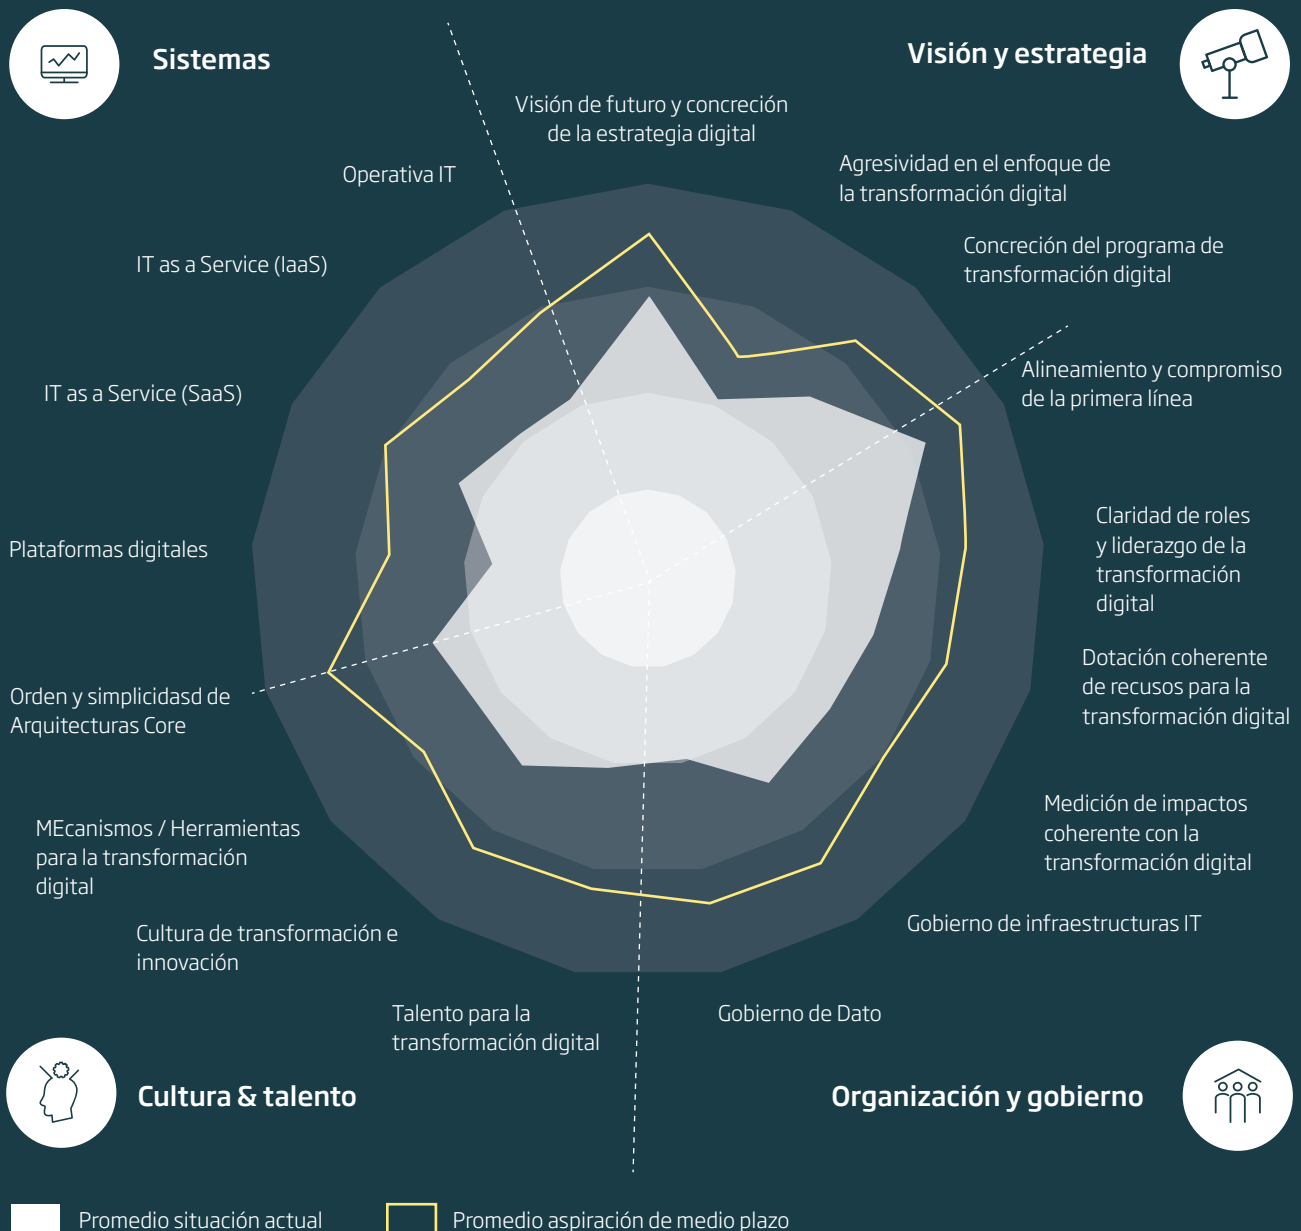 Sistemas
Visión y estrategia
Visión de futuro y concreción
de la estrategia digital
Agresividad en el enfoque de
la transformación digital
Concreción del programa de
transformación digital
Alineamiento y compromiso
de la primera línea
Claridad de roles
y liderazgo de la
transformación
digital
Dotación coherente
de recusos para la
transformación digital
Medición de impactos
coherente con la
transformación digital
Gobierno de infraestructuras IT
Gobierno de Dato
Talento para la
transformación digital
Cultura de transformación e
innovación
MEcanismos / Herramientas
para la transformación
digital
Orden y simplicidasd de
Arquitecturas Core
Plataformas digitales
IT as a Service (SaaS)
IT as a Service (IaaS)
Operativa IT
Cultura & talento
Organización y gobierno
Promedio situación actual
Promedio aspiración de medio plazo